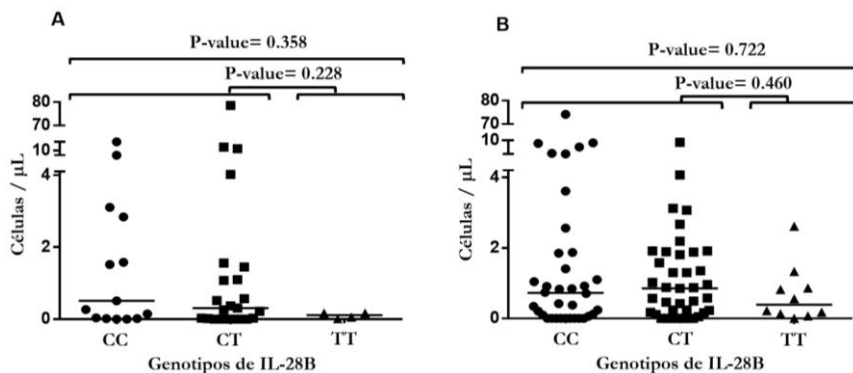 A
P-value= 0.358
P-value= 0.228
80
70
10
4
2
0
Células / µL
CC CT TT
Genotipos de IL-28B
B
P-value= 0.722
P-value= 0.460
80
70
10
4
2
0
Células / µL
CC CT TT
Genotipos de IL-28B